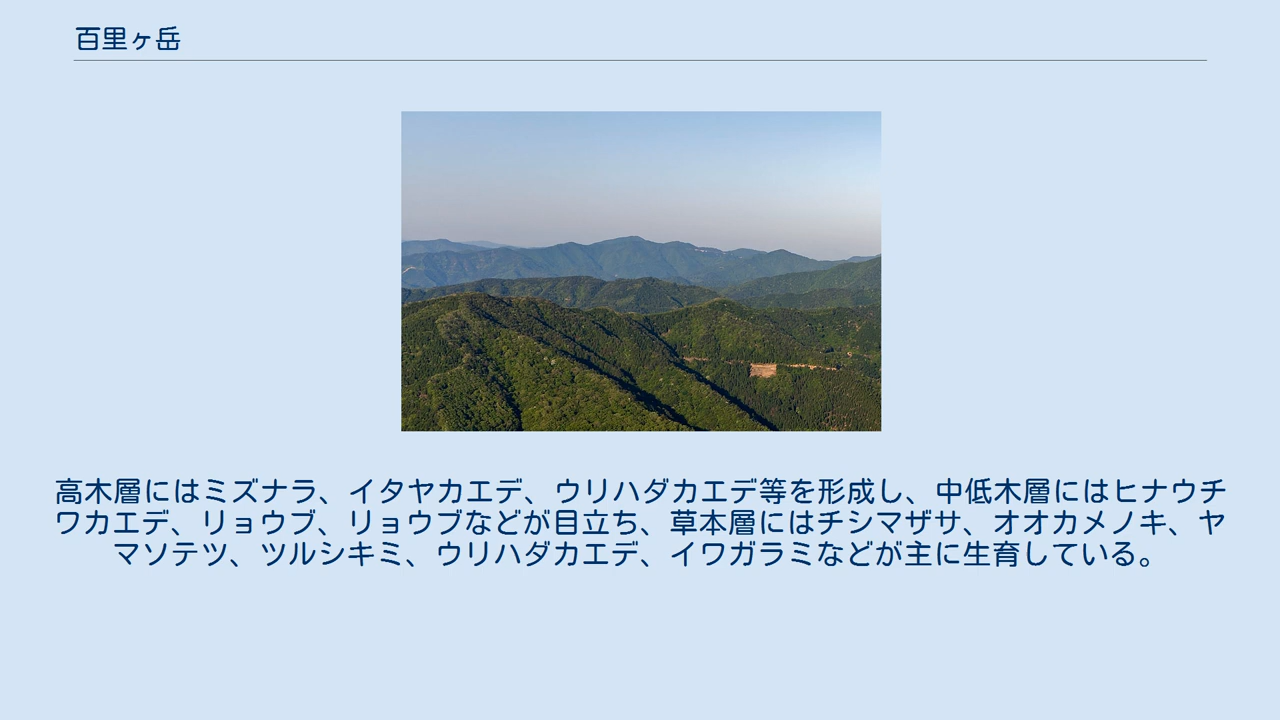 百里ヶ岳
高木層にはミズナラ、イタヤカエデ、ウリハダカエデ等を形成し、中低木層にはヒナウチ
ワカエデ、リョウブ、リョウブなどが目立ち、草本層にはチシマザサ、オオカメノキ、ヤ
マソテツ、ツルシキミ、ウリハダカエデ、イワガラミなどが主に生育している。